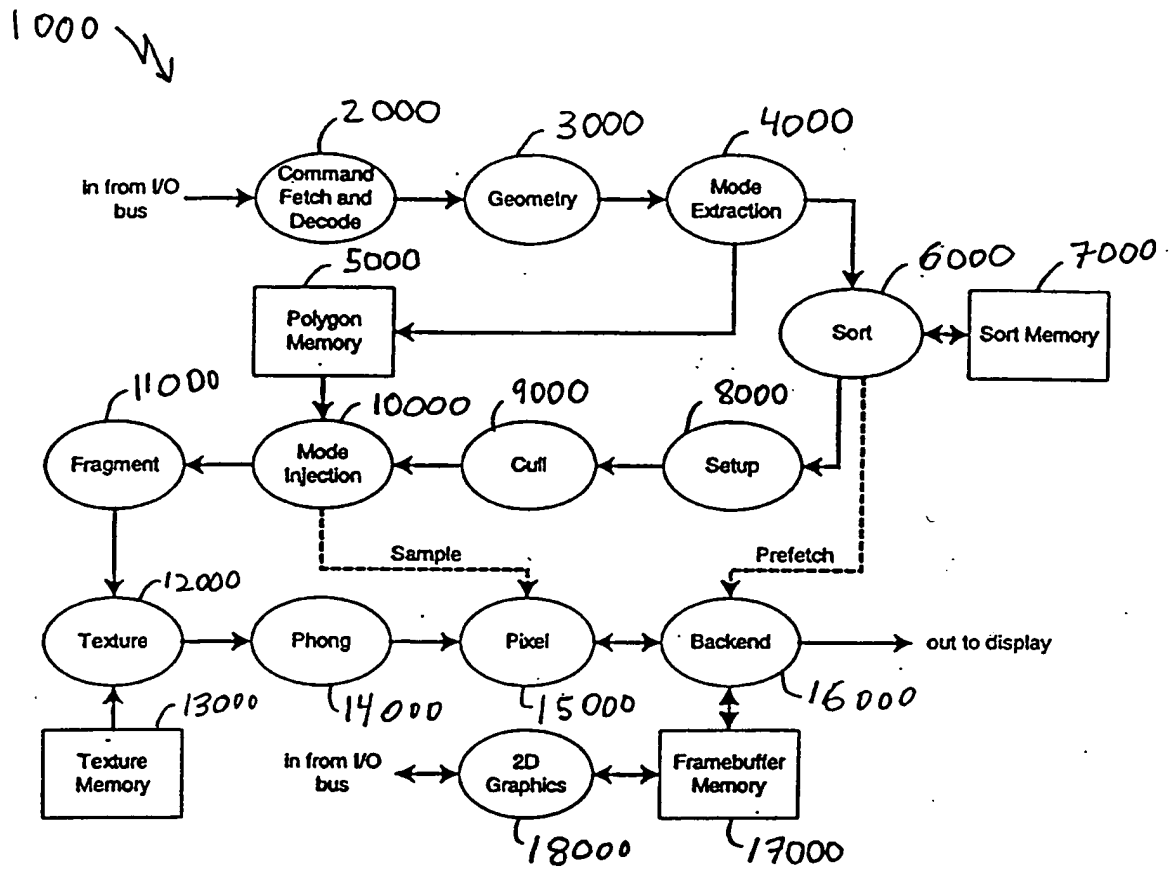 1000
2000
3000
4000
in from I/O
bus
Command
Fetch and
Decode
Geometry
Mode
Extraction
5000
6000
7000
Polygon
Memory
Sort
Sort Memory
11000
10000
9000
8000
Fragment
Mode
Injection
Cull
Setup
Sample
Prefetch
12000
Texture
Phong
Pixel
Backend
out to display
13000
14000
15000
16000
Texture
Memory
in from I/O
bus
2D
Graphics
Framebuffer
Memory
18000
17000